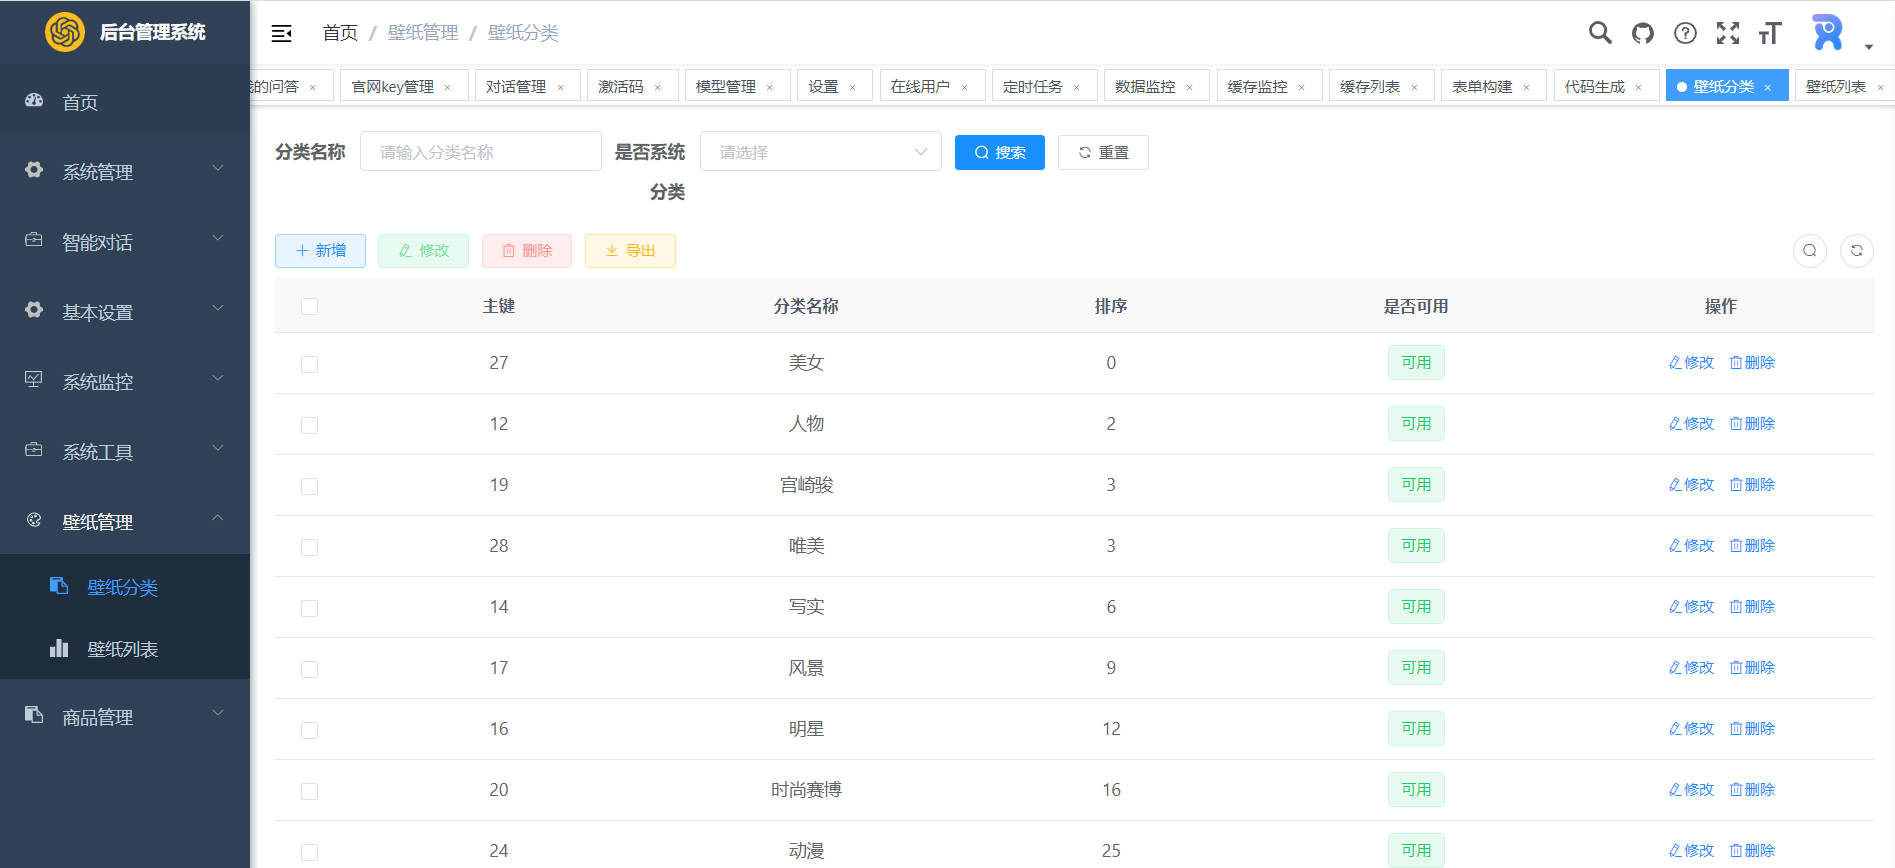 后台管理系统
首页 / 壁纸管理 / 壁纸分类
的问答 × 官网key管理 × 对话管理 × 激活码 × 模型管理 × 设置 × 在线用户 × 定时任务 × 数据监控 × 缓存监控 × 缓存列表 × 表单构建 × 代码生成 × 壁纸分类 × 壁纸列表 ×
首页
系统管理
智能对话
基本设置
系统监控
系统工具
壁纸管理
壁纸分类
壁纸列表
商品管理
分类名称 请输入分类名称 是否系统分类 请选择 搜索 重置
新增 修改 删除 导出
主键 分类名称 排序 是否可用 操作
27 美女 0 可用 修改 删除
12 人物 2 可用 修改 删除
19 宫崎骏 3 可用 修改 删除
28 唯美 3 可用 修改 删除
14 写实 6 可用 修改 删除
17 风景 9 可用 修改 删除
16 明星 12 可用 修改 删除
20 时尚赛博 16 可用 修改 删除
24 动漫 25 可用 修改 删除